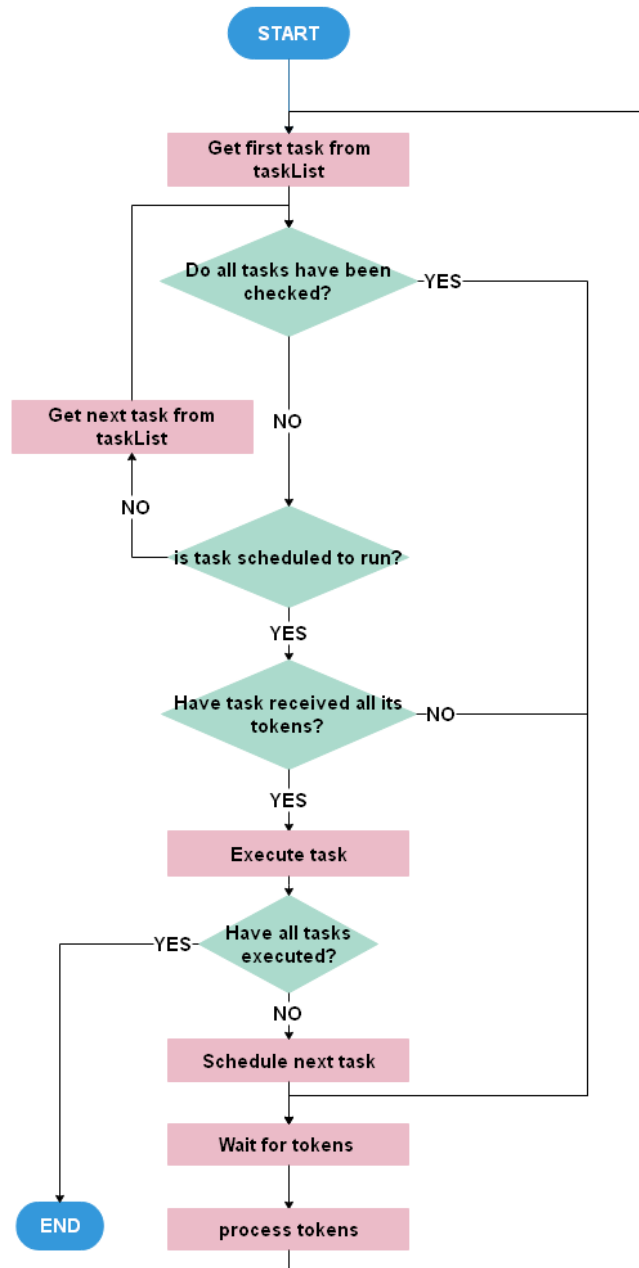 START
Get first task from
taskList
Do all tasks have been
checked?
YES
Get next task from
taskList
NO
NO
is task scheduled to run?
YES
Have task received all its
tokens?
NO
YES
Execute task
Have all tasks
executed?
YES
NO
Schedule next task
Wait for tokens
END
process tokens